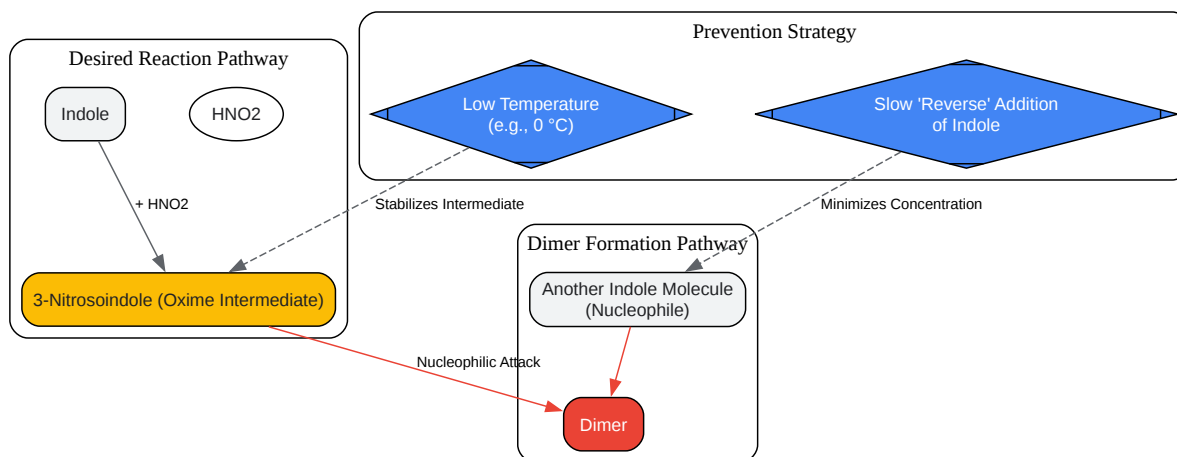 Prevention Strategy
Desired Reaction Pathway
Indole
HNO2
Low Temperature
(e.g., 0 °C)
Slow 'Reverse' Addition
of Indole
+ HNO2
Stabilizes Intermediate
Minimizes Concentration
Dimer Formation Pathway
3-Nitrosoindole (Oxime Intermediate)
Another Indole Molecule
(Nucleophile)
Nucleophilic Attack
Dimer